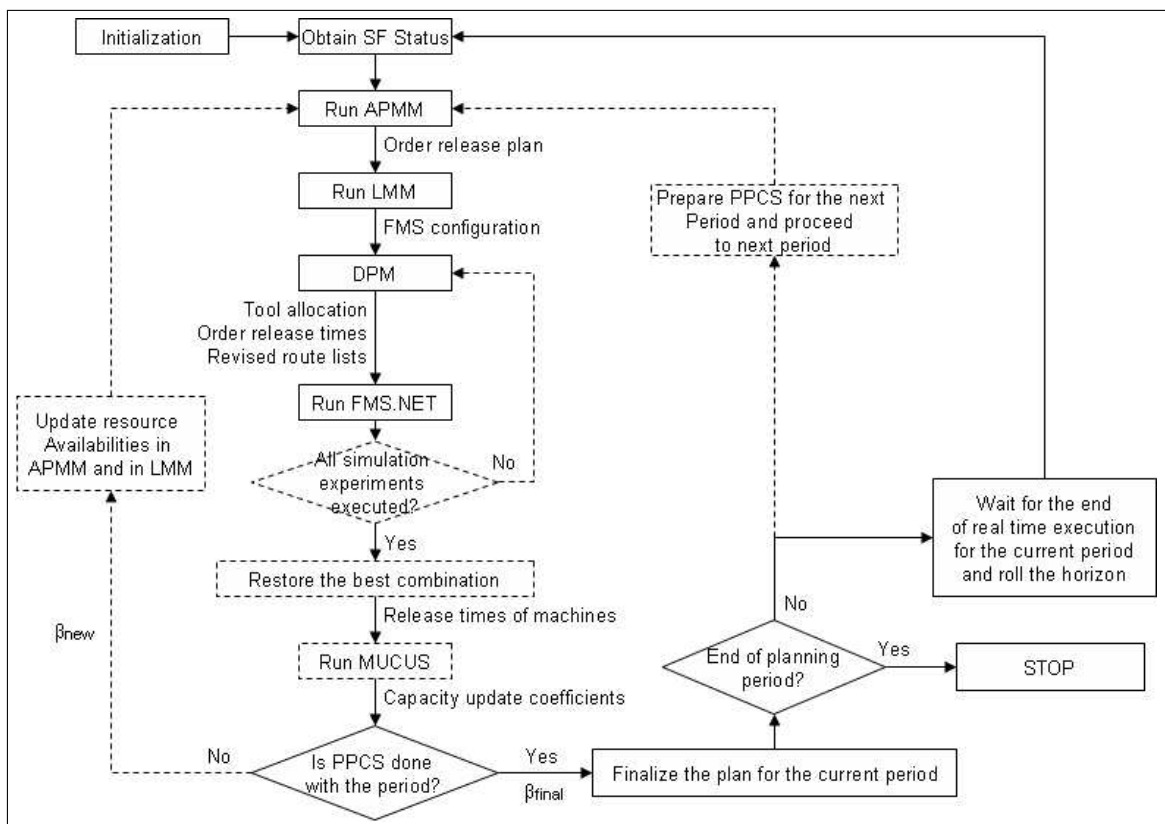 Initialization
Obtain SF Status
Run APMM
Order release plan
Run LMM
FMS configuration
DPM
Tool allocation
Order release times
Revised route lists
Run FMS.NET
All simulation
experiments
executed?
No
Yes
Restore the best combination
Release times of machines
Run MUCUS
Capacity update coefficients
Is PPCS done
with the period?
No
βnew
Update resource
Availabilities in
APMM and in LMM
Yes
βfinal
Finalize the plan for the current period
End of planning
period?
Yes
STOP
No
Prepare PPCS for the next
Period and proceed
to next period
Wait for the end
of real time execution
for the current period
and roll the horizon